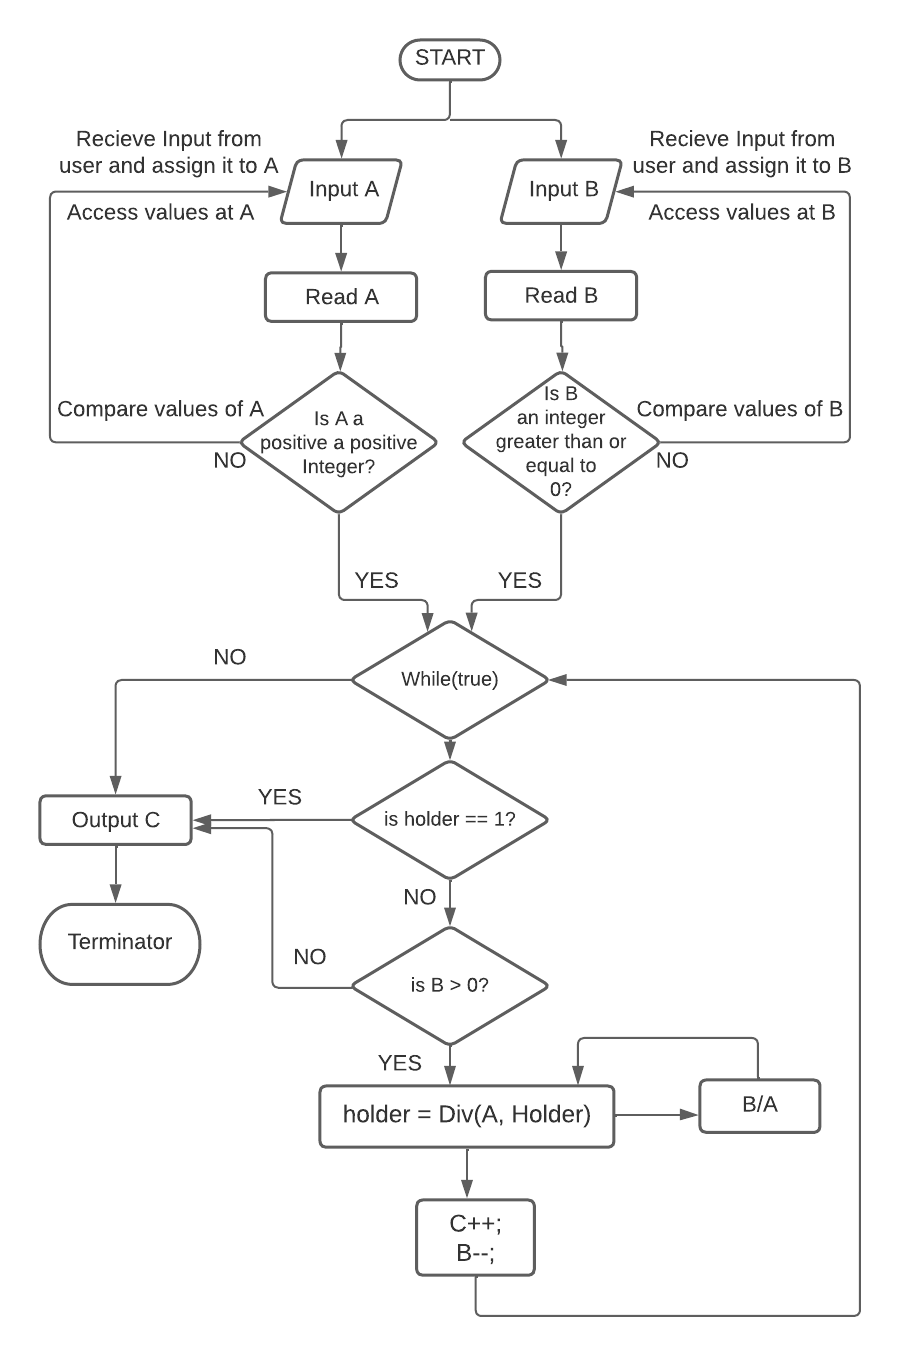 START
Recieve Input from
user and assign it to A
Input A
Access values at A
Recieve Input from
user and assign it to B
Input B
Access values at B
Read A
Read B
Compare values of A
Is A a
positive a positive
Integer?
NO
Is B
an integer
greater than or
equal to
0?
Compare values of B
NO
YES
YES
NO
While(true)
YES
Output C
is holder == 1?
NO
Terminator
NO
is B > 0?
YES
holder = Div(A, Holder)
B/A
C++;
B--;